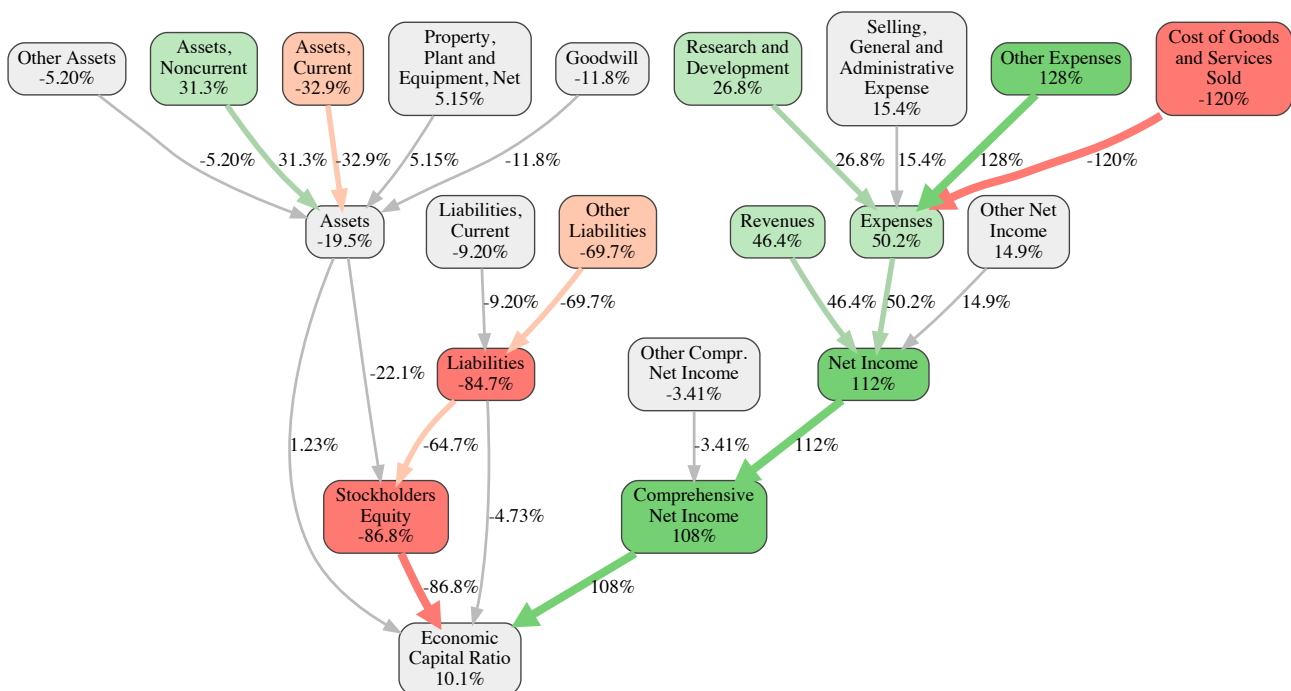 Other Assets
-5.20%
Assets,
Noncurrent
31.3%
Assets,
Current
-32.9%
Property,
Plant and
Equipment, Net
5.15%
Goodwill
-11.8%
Research and
Development
26.8%
Selling,
General and
Administrative
Expense
15.4%
Other Expenses
128%
Cost of Goods
and Services
Sold
-120%
-5.20%
31.3%
-32.9%
5.15%
-11.8%
26.8%
15.4%
128%
-120%
Assets
-19.5%
Liabilities,
Current
-9.20%
Other
Liabilities
-69.7%
Revenues
46.4%
Expenses
50.2%
Other Net
Income
14.9%
-9.20%
-69.7%
46.4%
50.2%
14.9%
-22.1%
Liabilities
-84.7%
Other Compr.
Net Income
-3.41%
Net Income
112%
1.23%
-64.7%
-3.41%
112%
Stockholders
Equity
-86.8%
-4.73%
Comprehensive
Net Income
108%
-86.8%
108%
Economic
Capital Ratio
10.1%